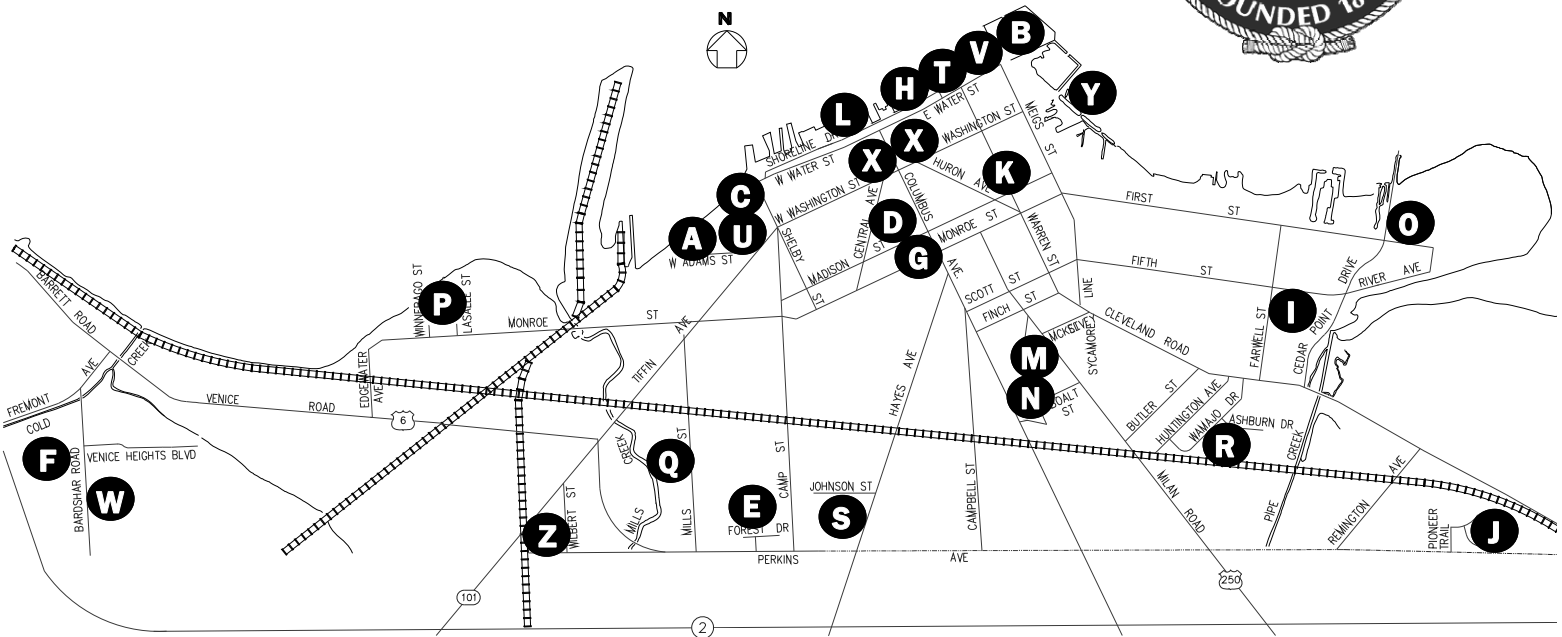 OUNDED 18
N
B
V
T
H
Y
L
E WATER ST
X
X
WASHINGTON ST
MEIGS ST
SHORELINE DR
W WATER ST
HURON AVE
K
C
W WASHINGTON ST
CENTRAL AVE
COLUMBUS AVE.
FIRST ST
O
A
U
D
G
MONROE ST
WARREN ST
W ADAMS ST
SHELBY ST
MADISON ST
FIFTH ST
CEDAR POINT DRIVE
RIVER AVE
BARRETT ROAD
WINNEBAGO ST
P
LASALLE ST
MONROE ST
SCOTT ST
FINCH ST
SYCAMORE LINE
CLEVELAND ROAD
FARWELL ST
I
TIFFIN AVE
M
N
BOALT ST
HAYES AVE
FREMONT AVE
COLD CREEK
EDGEWATER AVE
VENICE ROAD
6
BUTLER ST
HUNTINGTON AVE
WAMAJO DR
ASHBURN DR
R
F
VENICE HEIGHTS BLVD
BARDSHAR ROAD
W
MILLS CREEK
Q
MILLS ST
CAMP ST
JOHNSON ST
S
E
FOREST DR
CAMPBELL ST
MILAN ROAD
PIPE CREEK
REMINGTON AVE
PIONEER TRAIL
J
Z
WILBERT ST
PERKINS AVE
101
250
2